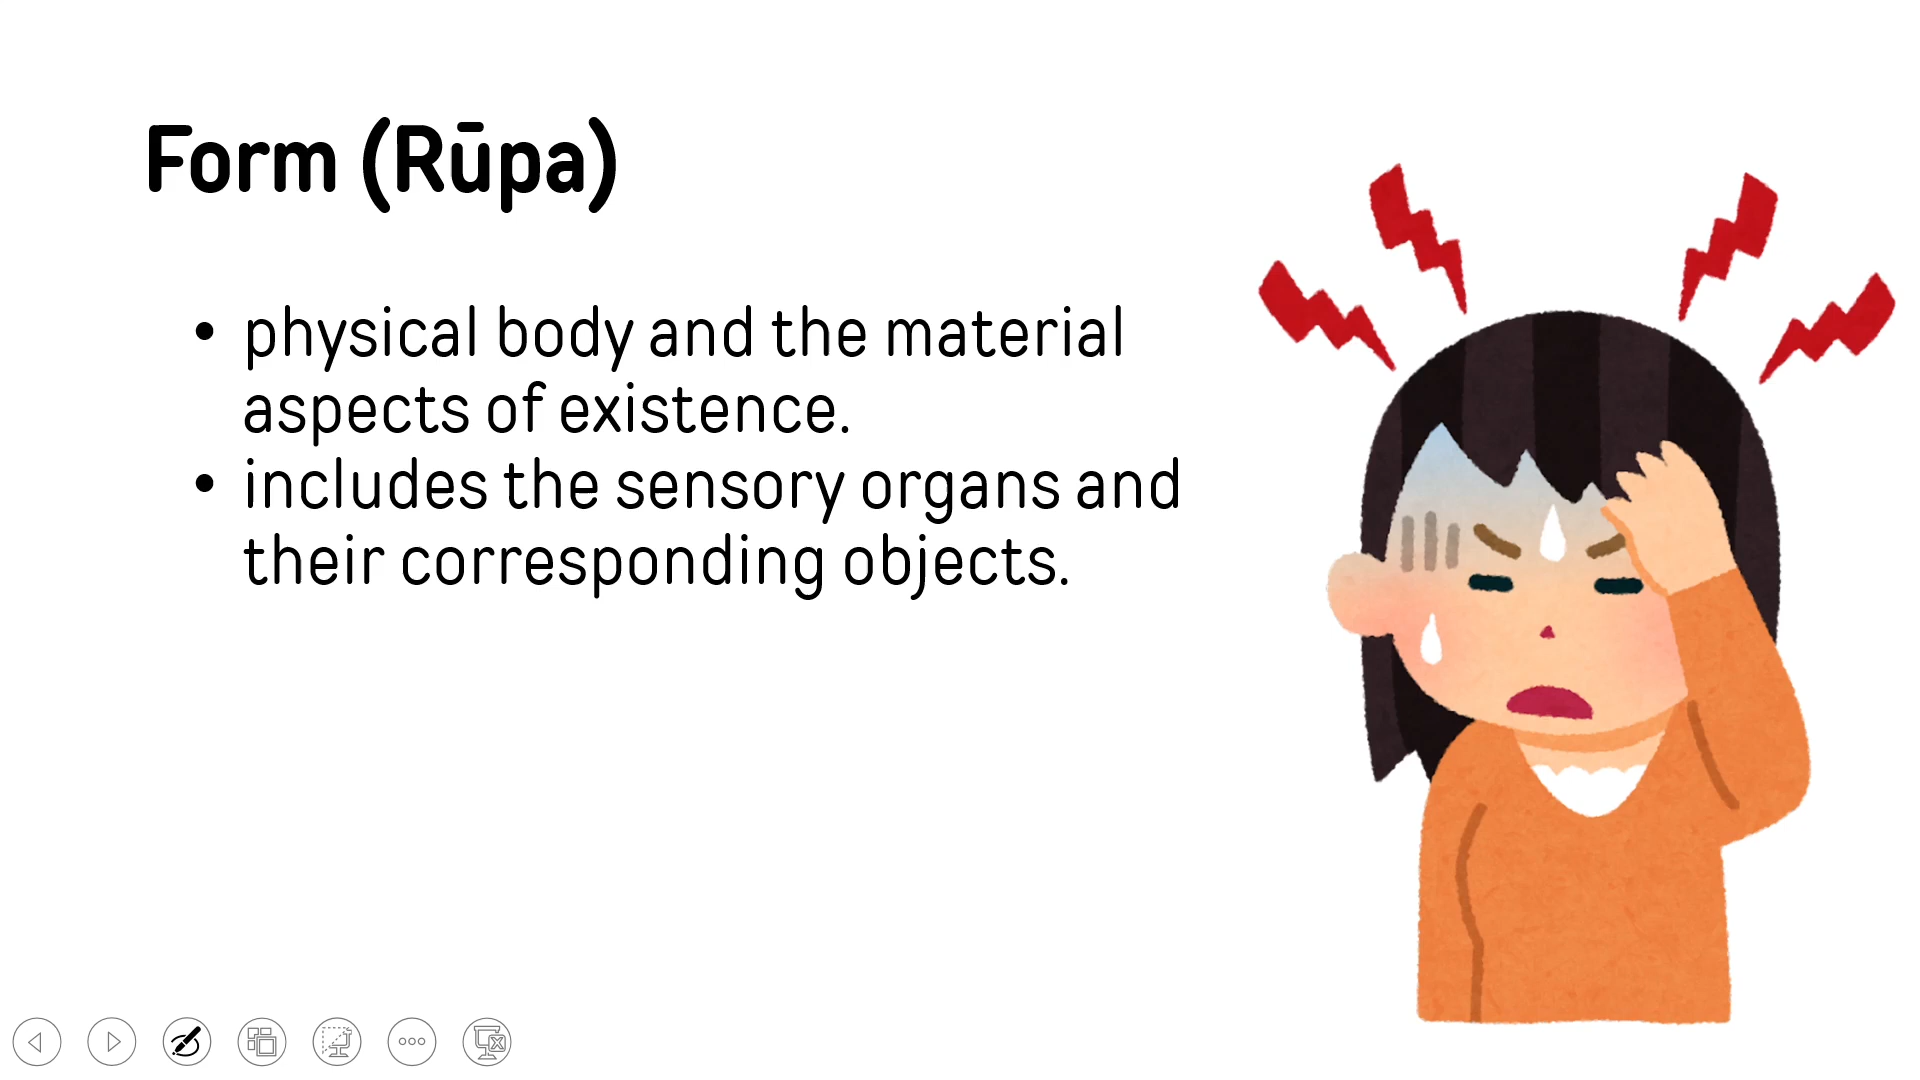 Form (Rūpa)
• physical body and the material
aspects of existence.
• includes the sensory organs and
their corresponding objects.